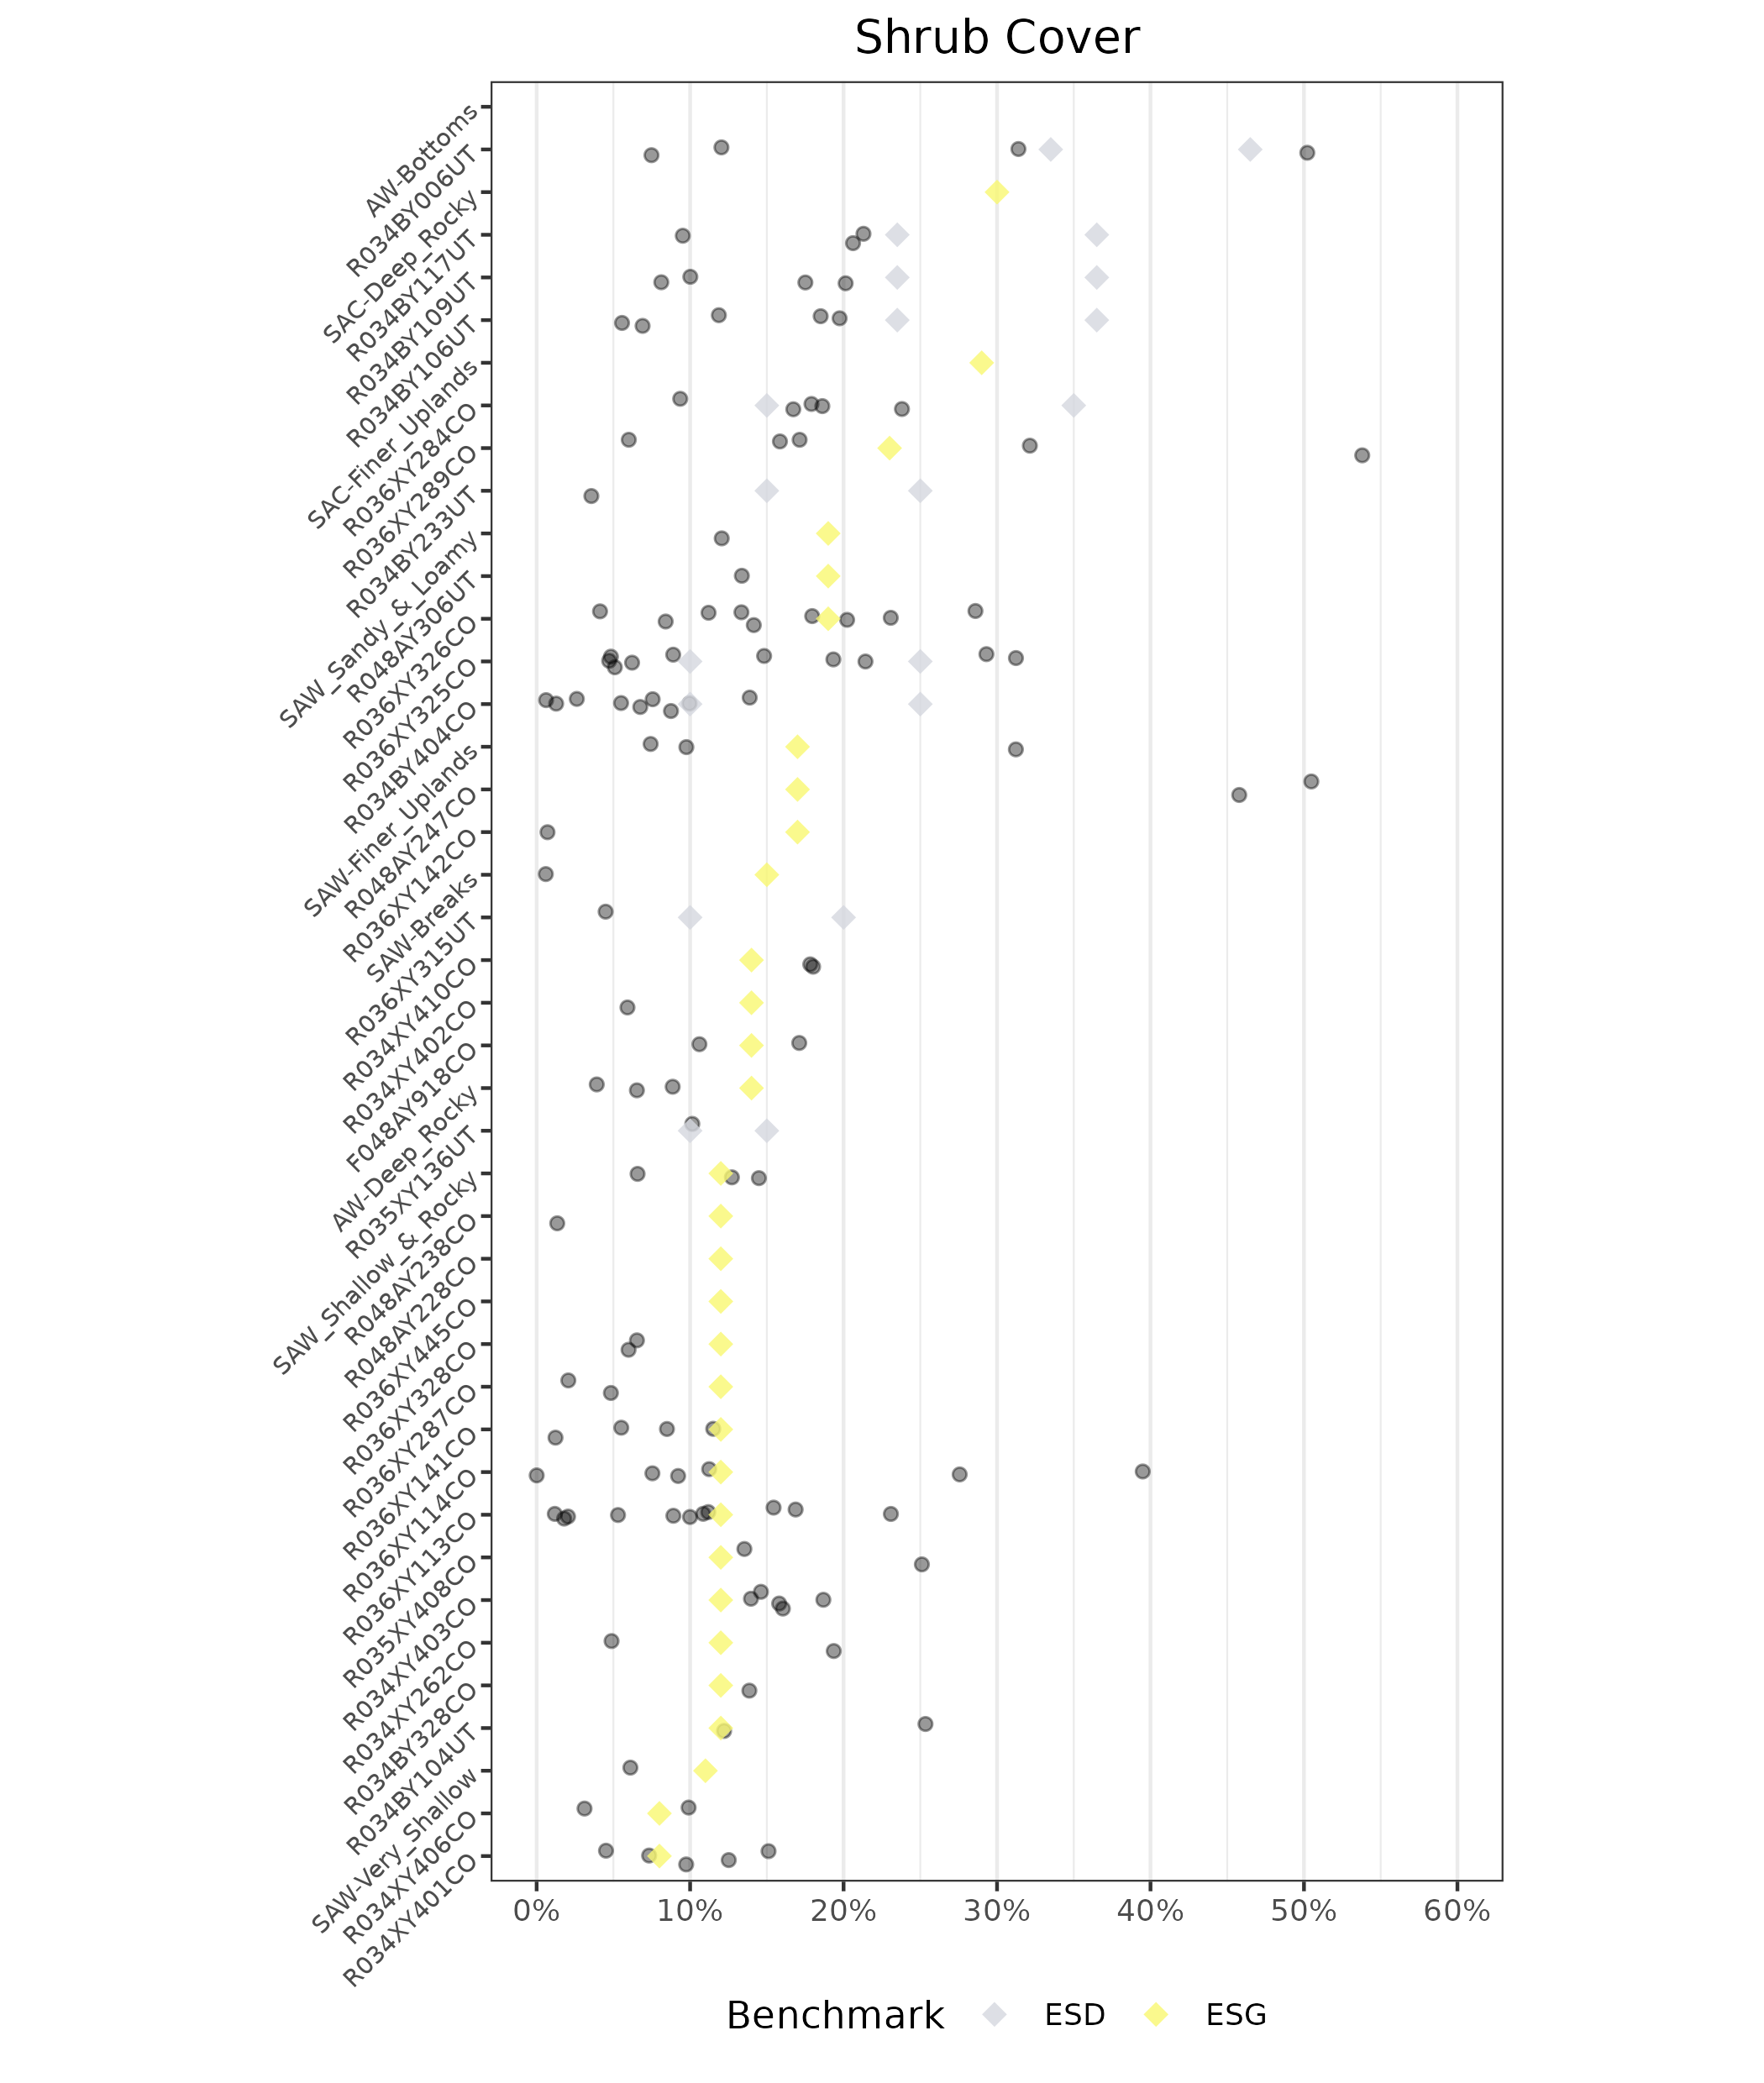 Shrub Cover
AW-Bottoms
R034BY006UT
SAC-Deep_Rocky
R034BY117UT
R034BY109UT
R034BY106UT
SAC-Finer_Uplands
R036XY284CO
R036XY289CO
R034BY233UT
SAW_Sandy_&_Loamy
R048AY306UT
R036XY326CO
R036XY325CO
R034BY404CO
SAW-Finer_Uplands
R048AY247CO
R036XY142CO
SAW-Breaks
R036XY315UT
R034XY410CO
R034XY402CO
F048AY918CO
AW-Deep_Rocky
R035XY136UT
SAW_Shallow_&_Rocky
R048AY238CO
R048AY228CO
R036XY445CO
R036XY328CO
R036XY287CO
R036XY141CO
R036XY114CO
R036XY113CO
R035XY408CO
R034XY403CO
R034XY262CO
R034BY328CO
R034BY104UT
SAW-Very_Shallow
R034XY406CO
R034XY401CO
0% 10% 20% 30% 40% 50% 60%
Benchmark ESD ESG